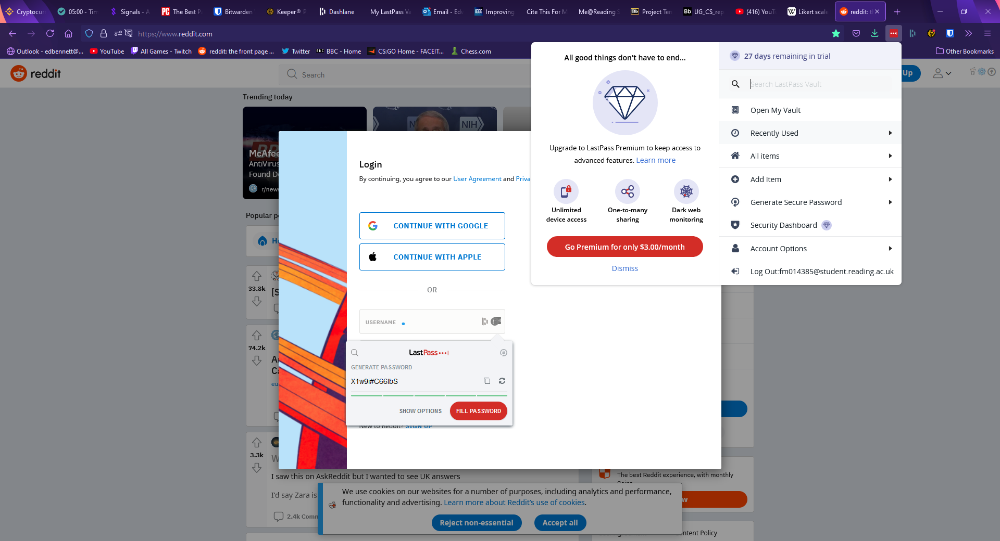 Cryptocurr
05:00 - Tim
Signals - A
The Best P
Bitwarden
Keeper® P
Dashlane
My LastPass Va
Email - Edw
Improving
Cite This For M
Me@Reading S
Project Ten
UG_CS_rep
(416) YouT
Likert scale
reddit: th
https://www.reddit.com
Outlook - edbennett@...
YouTube
All Games - Twitch
reddit: the front page ...
Twitter
BBC - Home
CS:GO Home - FACEIT...
Chess.com
Other Bookmarks
reddit
Search
Up
Trending today
NIH
McAfee
AntiVirus
Found De
r/news
Popular po
33.8k
[S
74.2k
A
Ca
eu
3.3k
W
I saw this on AskReddit but I wanted to see UK answers
I'd say Zara is
2.4k Comm
Login
By continuing, you agree to our User Agreement and Priva
CONTINUE WITH GOOGLE
CONTINUE WITH APPLE
OR
USERNAME
LastPass
GENERATE PASSWORD
X1w9i#C66lbS
SHOW OPTIONS
FILL PASSWORD
New to Reddit? SIGN UP
All good things don't have to end...
Upgrade to LastPass Premium to keep access to
advanced features. Learn more
Unlimited
device access
One-to-many
sharing
Dark web
monitoring
Go Premium for only $3.00/month
Dismiss
27 days remaining in trial
Search LastPass Vault
Open My Vault
Recently Used
All items
Add Item
Generate Secure Password
Security Dashboard
Account Options
Log Out:fm014385@student.reading.ac.uk
The best Reddit experience, with monthly
Coins
w
User Agreement
Content Policy
We use cookies on our websites for a number of purposes, including analytics and performance,
functionality and advertising. Learn more about Reddit's use of cookies.
Reject non-essential
Accept all